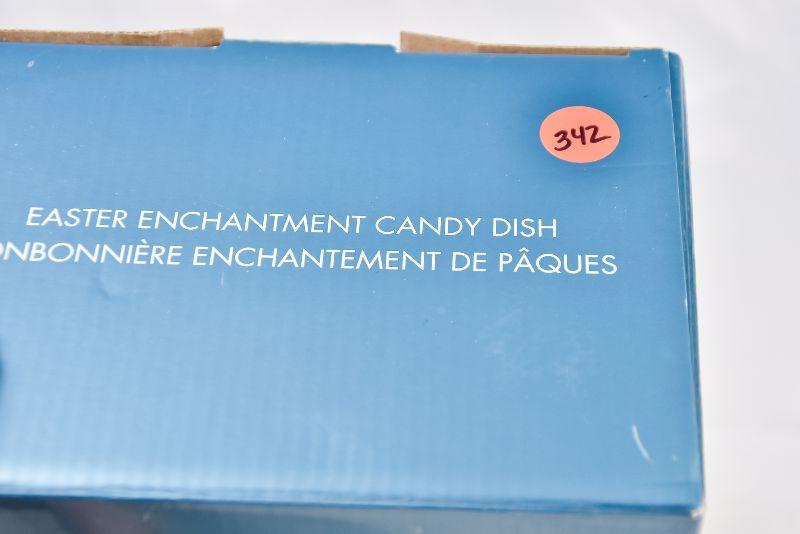 342
EASTER ENCHANTMENT CANDY DISH
ONBONNIÈRE ENCHANTEMENT DE PÂQUES